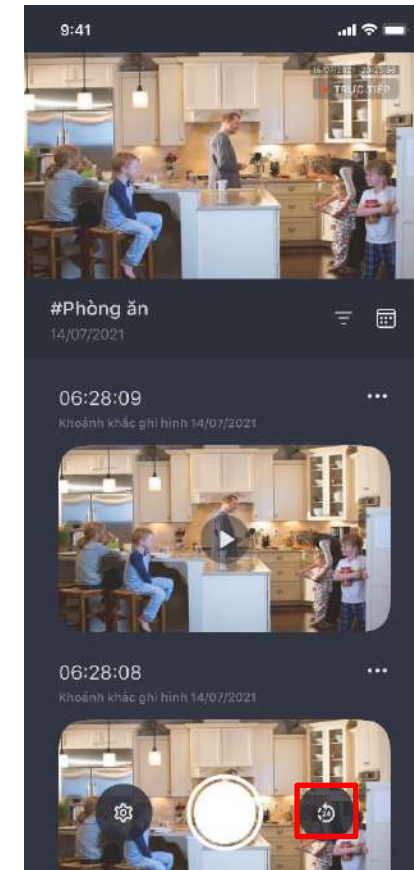 9:41
TRỰC TIẾP
#Phòng ăn
14/07/2021
06:28:09
Khoảnh khắc ghi hình 14/07/2021
06:28:08
Khoảnh khắc ghi hình 14/07/2021
24